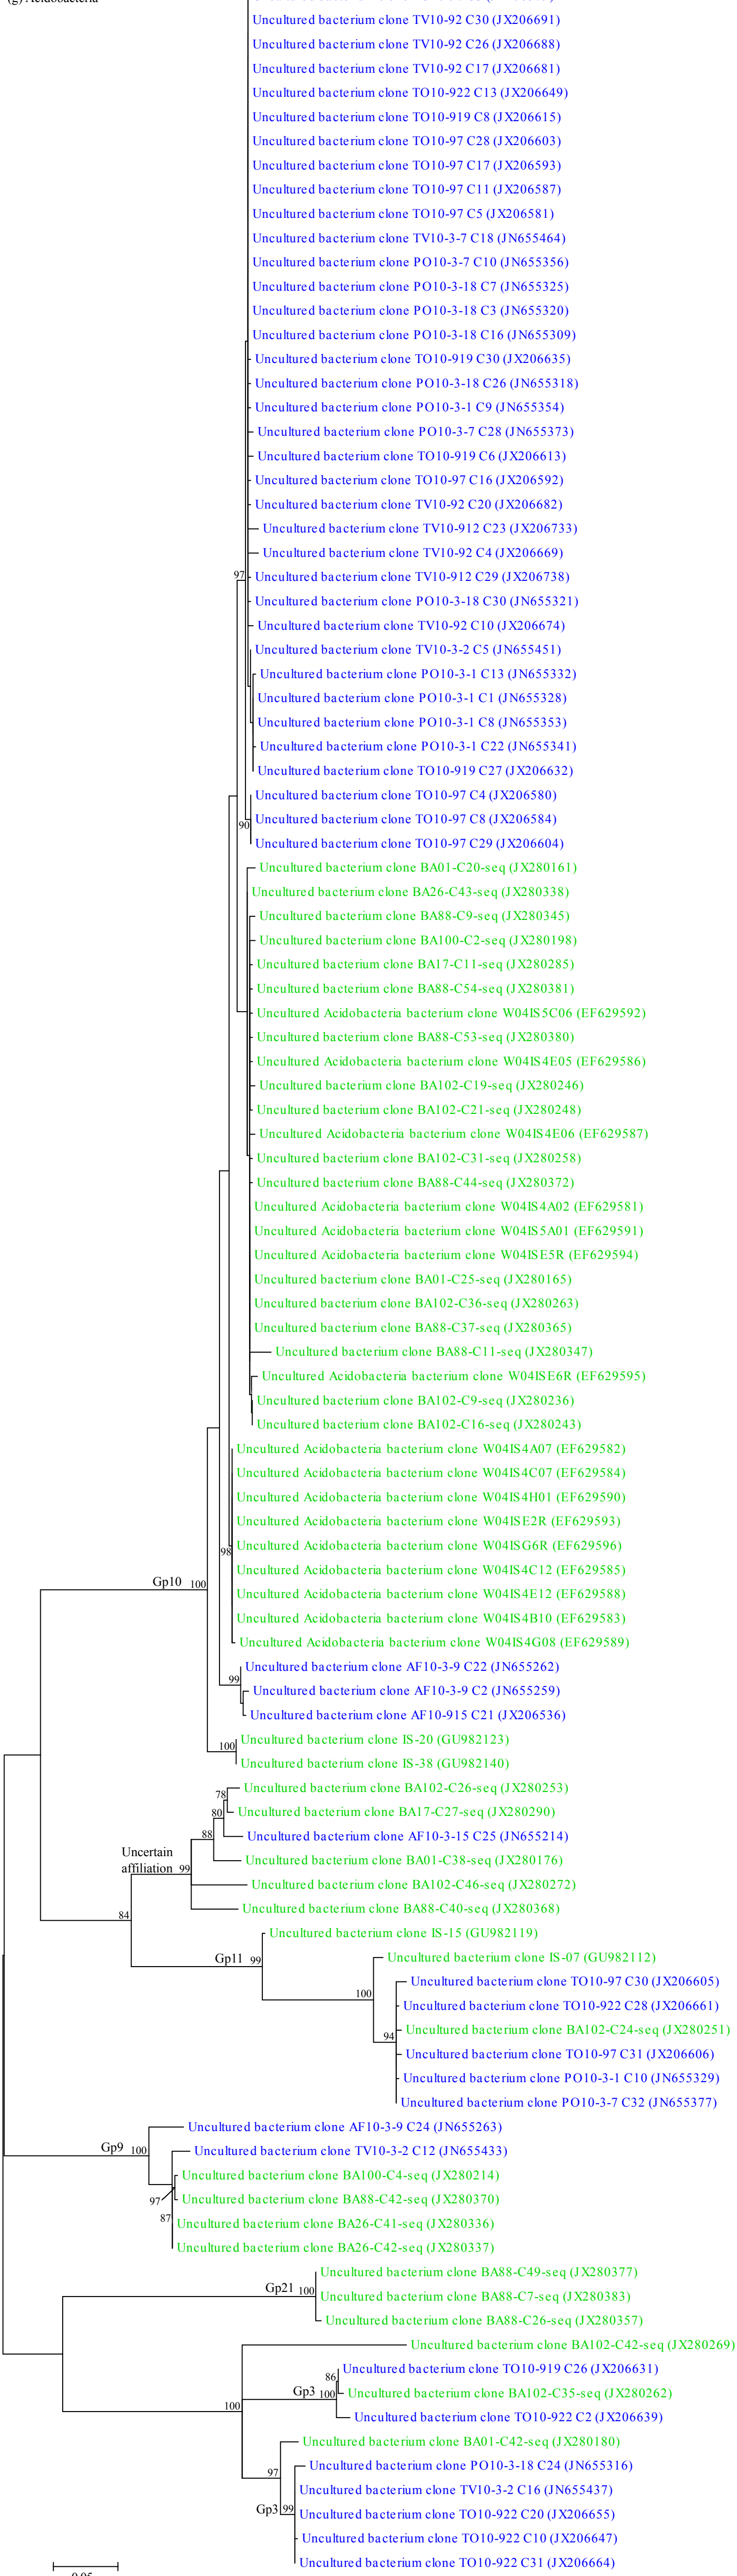 (g) Acidobacteria
Uncultured bacterium clone TV10-92 C30 (JX206691)
Uncultured bacterium clone TV10-92 C26 (JX206688)
Uncultured bacterium clone TV10-92 C17 (JX206681)
Uncultured bacterium clone TO10-922 C13 (JX206649)
Uncultured bacterium clone TO10-919 C8 (JX206615)
Uncultured bacterium clone TO10-97 C28 (JX206603)
Uncultured bacterium clone TO10-97 C17 (JX206593)
Uncultured bacterium clone TO10-97 C11 (JX206587)
Uncultured bacterium clone TO10-97 C5 (JX206581)
Uncultured bacterium clone TV10-3-7 C18 (JN655464)
Uncultured bacterium clone PO10-3-7 C10 (JN655356)
Uncultured bacterium clone PO10-3-18 C7 (JN655325)
Uncultured bacterium clone PO10-3-18 C3 (JN655320)
Uncultured bacterium clone PO10-3-18 C16 (JN655309)
Uncultured bacterium clone TO10-919 C30 (JX206635)
Uncultured bacterium clone PO10-3-18 C26 (JN655318)
Uncultured bacterium clone PO10-3-1 C9 (JN655354)
Uncultured bacterium clone PO10-3-7 C28 (JN655373)
Uncultured bacterium clone TO10-919 C6 (JX206613)
Uncultured bacterium clone TO10-97 C16 (JX206592)
Uncultured bacterium clone TV10-92 C20 (JX206682)
Uncultured bacterium clone TV10-912 C23 (JX206733)
Uncultured bacterium clone TV10-92 C4 (JX206669)
97
Uncultured bacterium clone TV10-912 C29 (JX206738)
Uncultured bacterium clone PO10-3-18 C30 (JN655321)
Uncultured bacterium clone TV10-92 C10 (JX206674)
Uncultured bacterium clone TV10-3-2 C5 (JN655451)
Uncultured bacterium clone PO10-3-1 C13 (JN655332)
Uncultured bacterium clone PO10-3-1 C1 (JN655328)
Uncultured bacterium clone PO10-3-1 C8 (JN655353)
Uncultured bacterium clone PO10-3-1 C22 (JN655341)
Uncultured bacterium clone TO10-919 C27 (JX206632)
Uncultured bacterium clone TO10-97 C4 (JX206580)
Uncultured bacterium clone TO10-97 C8 (JX206584)
90
Uncultured bacterium clone TO10-97 C29 (JX206604)
Uncultured bacterium clone BA01-C20-seq (JX280161)
Uncultured bacterium clone BA26-C43-seq (JX280338)
Uncultured bacterium clone BA88-C9-seq (JX280345)
Uncultured bacterium clone BA100-C2-seq (JX280198)
Uncultured bacterium clone BA17-C11-seq (JX280285)
Uncultured bacterium clone BA88-C54-seq (JX280381)
Uncultured Acidobacteria bacterium clone W04IS5C06 (EF629592)
Uncultured bacterium clone BA88-C53-seq (JX280380)
Uncultured Acidobacteria bacterium clone W04IS4E05 (EF629586)
Uncultured bacterium clone BA102-C19-seq (JX280246)
Uncultured bacterium clone BA102-C21-seq (JX280248)
Uncultured Acidobacteria bacterium clone W04IS4E06 (EF629587)
Uncultured bacterium clone BA102-C31-seq (JX280258)
Uncultured bacterium clone BA88-C44-seq (JX280372)
Uncultured Acidobacteria bacterium clone W04IS4A02 (EF629581)
Uncultured Acidobacteria bacterium clone W04IS5A01 (EF629591)
Uncultured Acidobacteria bacterium clone W04ISE5R (EF629594)
Uncultured bacterium clone BA01-C25-seq (JX280165)
Uncultured bacterium clone BA102-C36-seq (JX280263)
Uncultured bacterium clone BA88-C37-seq (JX280365)
Uncultured bacterium clone BA88-C11-seq (JX280347)
Uncultured Acidobacteria bacterium clone W04ISE6R (EF629595)
Uncultured bacterium clone BA102-C9-seq (JX280236)
Uncultured bacterium clone BA102-C16-seq (JX280243)
Uncultured Acidobacteria bacterium clone W04IS4A07 (EF629582)
Uncultured Acidobacteria bacterium clone W04IS4C07 (EF629584)
Uncultured Acidobacteria bacterium clone W04IS4H01 (EF629590)
Uncultured Acidobacteria bacterium clone W04ISE2R (EF629593)
Uncultured Acidobacteria bacterium clone W04ISG6R (EF629596)
98
Uncultured Acidobacteria bacterium clone W04IS4C12 (EF629585)
Gp10 100
Uncultured Acidobacteria bacterium clone W04IS4E12 (EF629588)
Uncultured Acidobacteria bacterium clone W04IS4B10 (EF629583)
Uncultured Acidobacteria bacterium clone W04IS4G08 (EF629589)
Uncultured bacterium clone AF10-3-9 C22 (JN655262)
99
Uncultured bacterium clone AF10-3-9 C2 (JN655259)
Uncultured bacterium clone AF10-915 C21 (JX206536)
Uncultured bacterium clone IS-20 (GU982123)
100
Uncultured bacterium clone IS-38 (GU982140)
Uncultured bacterium clone BA102-C26-seq (JX280253)
78
Uncultured bacterium clone BA17-C27-seq (JX280290)
80
Uncultured bacterium clone AF10-3-15 C25 (JN655214)
88
Uncertain
affiliation 99
Uncultured bacterium clone BA01-C38-seq (JX280176)
Uncultured bacterium clone BA102-C46-seq (JX280272)
Uncultured bacterium clone BA88-C40-seq (JX280368)
84
Uncultured bacterium clone IS-15 (GU982119)
Gp11 99
Uncultured bacterium clone IS-07 (GU982112)
Uncultured bacterium clone TO10-97 C30 (JX206605)
100
Uncultured bacterium clone TO10-922 C28 (JX206661)
Uncultured bacterium clone BA102-C24-seq (JX280251)
94
Uncultured bacterium clone TO10-97 C31 (JX206606)
Uncultured bacterium clone PO10-3-1 C10 (JN655329)
Uncultured bacterium clone PO10-3-7 C32 (JN655377)
Uncultured bacterium clone AF10-3-9 C24 (JN655263)
Gp9 100
Uncultured bacterium clone TV10-3-2 C12 (JN655433)
Uncultured bacterium clone BA100-C4-seq (JX280214)
97
Uncultured bacterium clone BA88-C42-seq (JX280370)
87
Uncultured bacterium clone BA26-C41-seq (JX280336)
Uncultured bacterium clone BA26-C42-seq (JX280337)
Uncultured bacterium clone BA88-C49-seq (JX280377)
Gp21 100
Uncultured bacterium clone BA88-C7-seq (JX280383)
Uncultured bacterium clone BA88-C26-seq (JX280357)
Uncultured bacterium clone BA102-C42-seq (JX280269)
Uncultured bacterium clone TO10-919 C26 (JX206631)
86
Gp3 100
Uncultured bacterium clone BA102-C35-seq (JX280262)
100
Uncultured bacterium clone TO10-922 C2 (JX206639)
Uncultured bacterium clone BA01-C42-seq (JX280180)
Uncultured bacterium clone PO10-3-18 C24 (JN655316)
97
Uncultured bacterium clone TV10-3-2 C16 (JN655437)
Gp3 99
Uncultured bacterium clone TO10-922 C20 (JX206655)
Uncultured bacterium clone TO10-922 C10 (JX206647)
Uncultured bacterium clone TO10-922 C31 (JX206664)
0.05